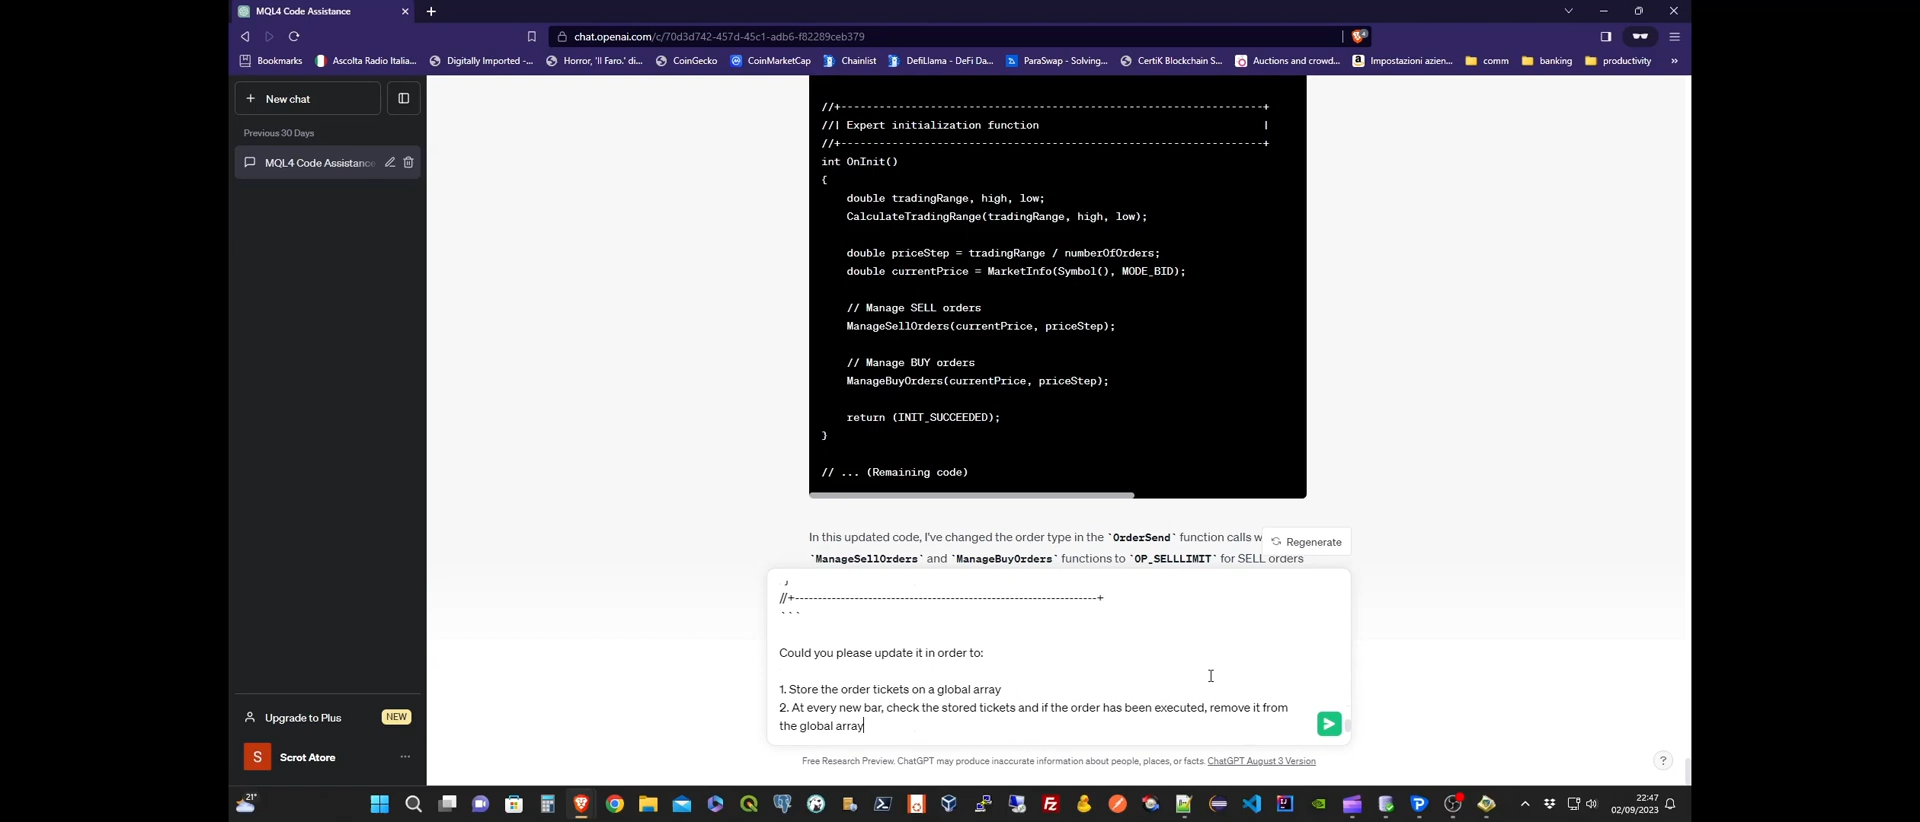 MQL4 Code Assistance
chat.openai.com/c/70d3d742-457d-45c1-adb6-f82289ceb379
Bookmarks
Ascolta Radio Italia...
Digitally Imported -...
Horror, 'Il Faro.' di...
CoinGecko
CoinMarketCap
Chainlist
DefiLlama - DeFi Da...
ParaSwap - Solving...
CertiK Blockchain S...
Auctions and crowd...
Impostazioni azien...
comm
banking
productivity
New chat
Previous 30 Days
MQL4 Code Assistance
//+------------------------------------------------------------------+
//| Expert initialization function |
//+------------------------------------------------------------------+
int OnInit()
{
double tradingRange, high, low;
CalculateTradingRange(tradingRange, high, low);
double priceStep = tradingRange / numberOfOrders;
double currentPrice = MarketInfo(Symbol(), MODE_BID);
// Manage SELL orders
ManageSellOrders(currentPrice, priceStep);
// Manage BUY orders
ManageBuyOrders(currentPrice, priceStep);
return (INIT_SUCCEEDED);
}
// ... (Remaining code)
In this updated code, I've changed the order type in the `OrderSend` function calls w
Regenerate
`ManageSellOrders` and `ManageBuyOrders` functions to `OP_SELLLIMIT` for SELL orders
//+------------------------------------------------------------------+
```
Could you please update it in order to:
1. Store the order tickets on a global array
2. At every new bar, check the stored tickets and if the order has been executed, remove it from
the global array
Free Research Preview. ChatGPT may produce inaccurate information about people, places, or facts. ChatGPT August 3 Version
?
Upgrade to Plus
NEW
S
Scrot Atore
21°
22:47
02/09/2023